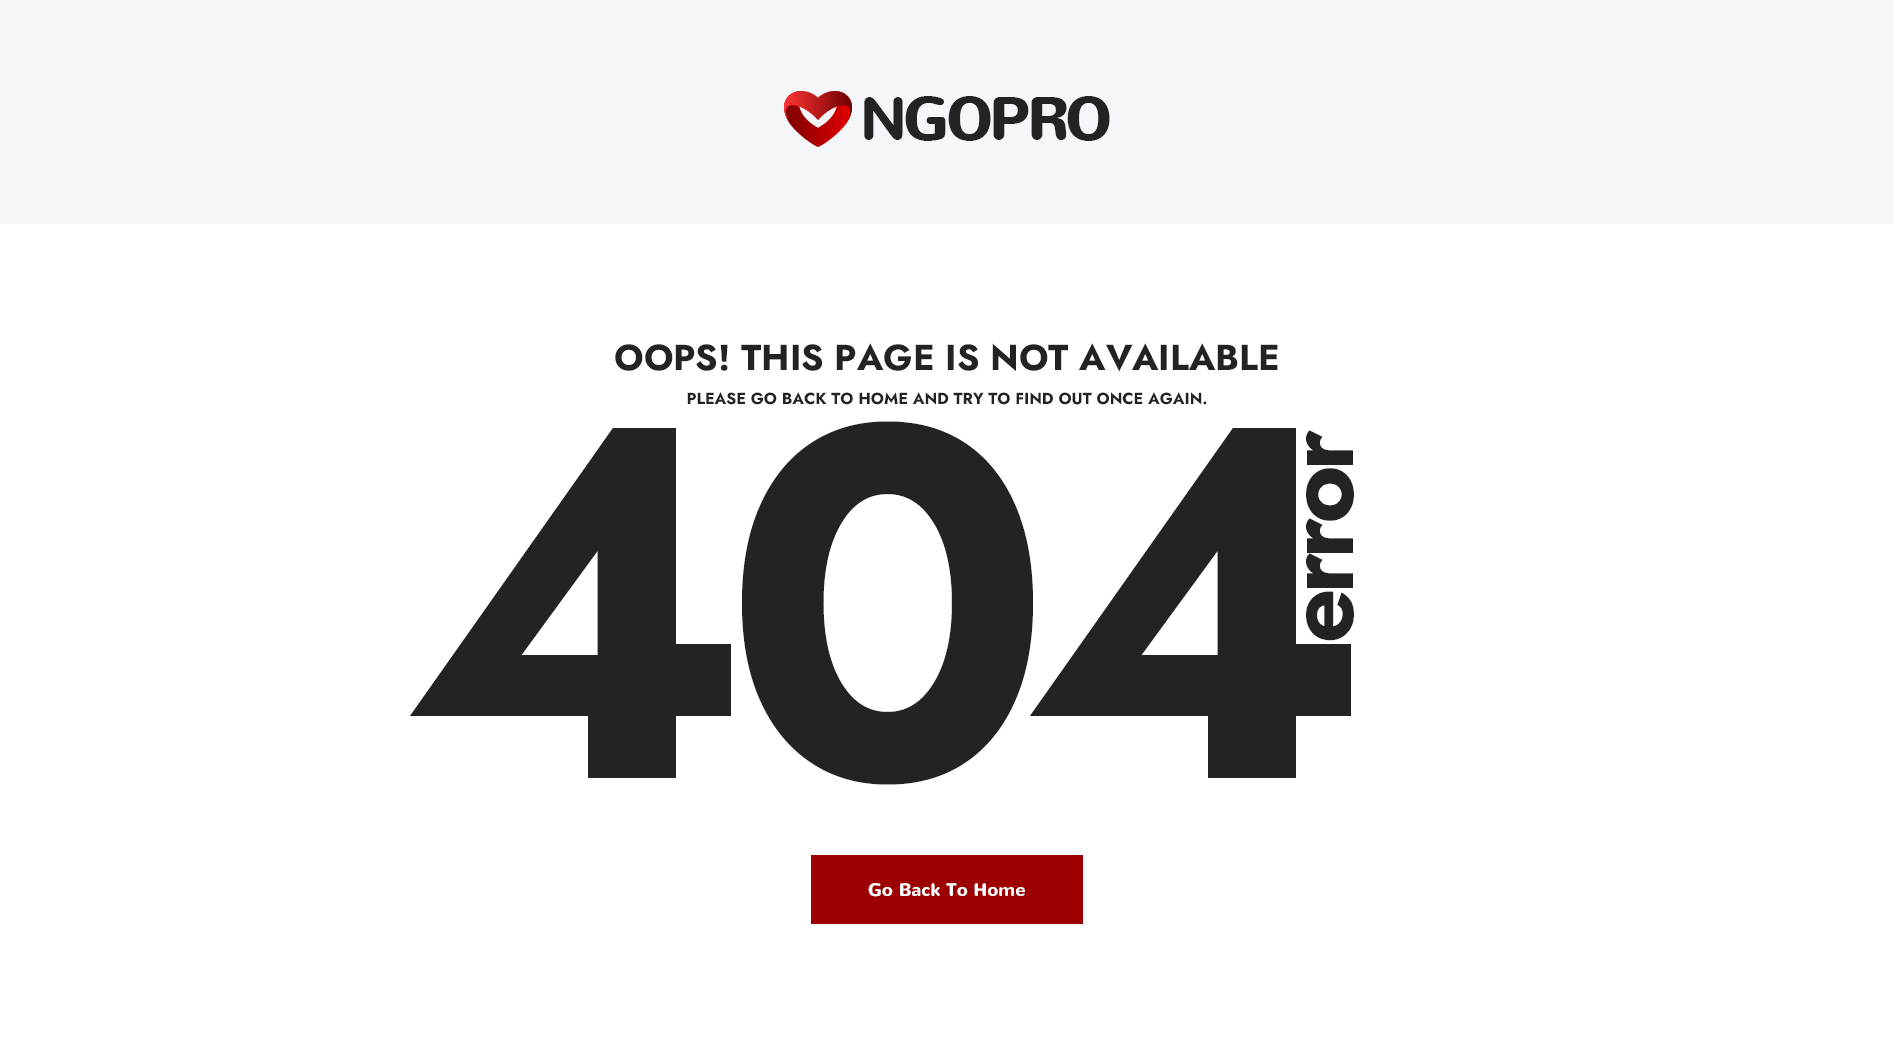 NGOPRO
OOPS! THIS PAGE IS NOT AVAILABLE
PLEASE GO BACK TO HOME AND TRY TO FIND OUT ONCE AGAIN.
404
error
Go Back To Home